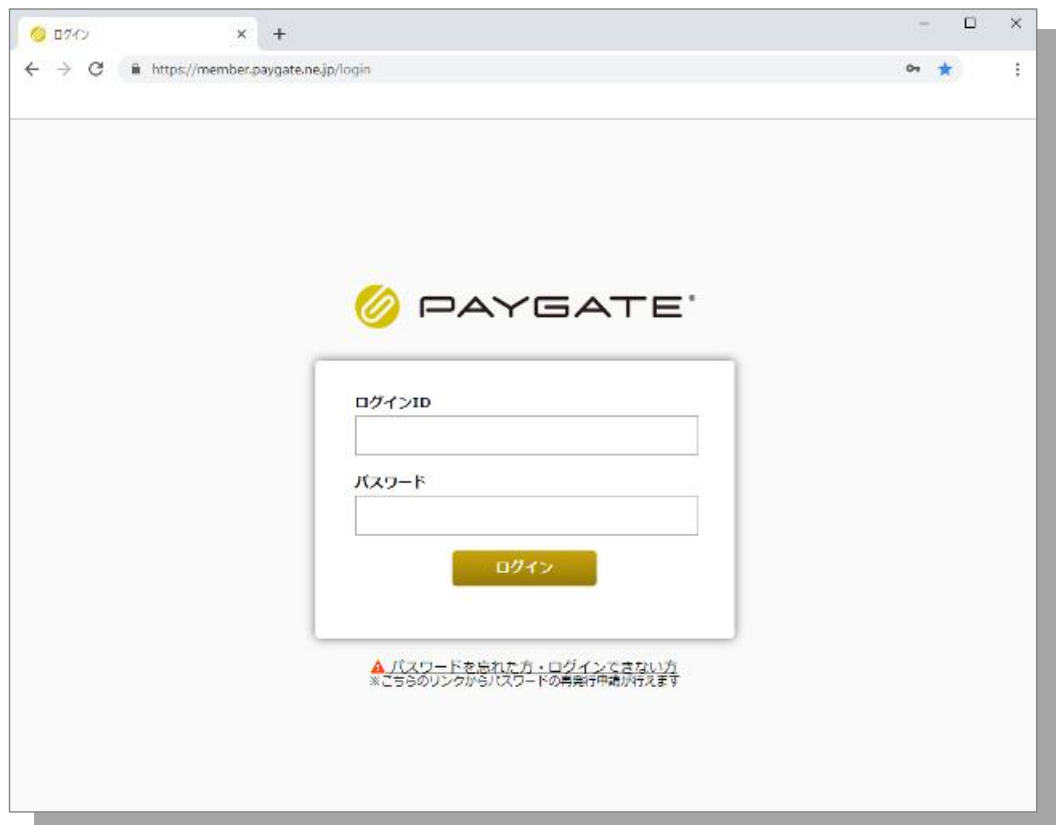 ログイン
https://member.paygate.ne.jp/login
PAYGATE®
ログインID
パスワード
ログイン
パスワードを忘れた方・ログインできない方
※こちらのリンクからパスワードの再発行申請が行えます